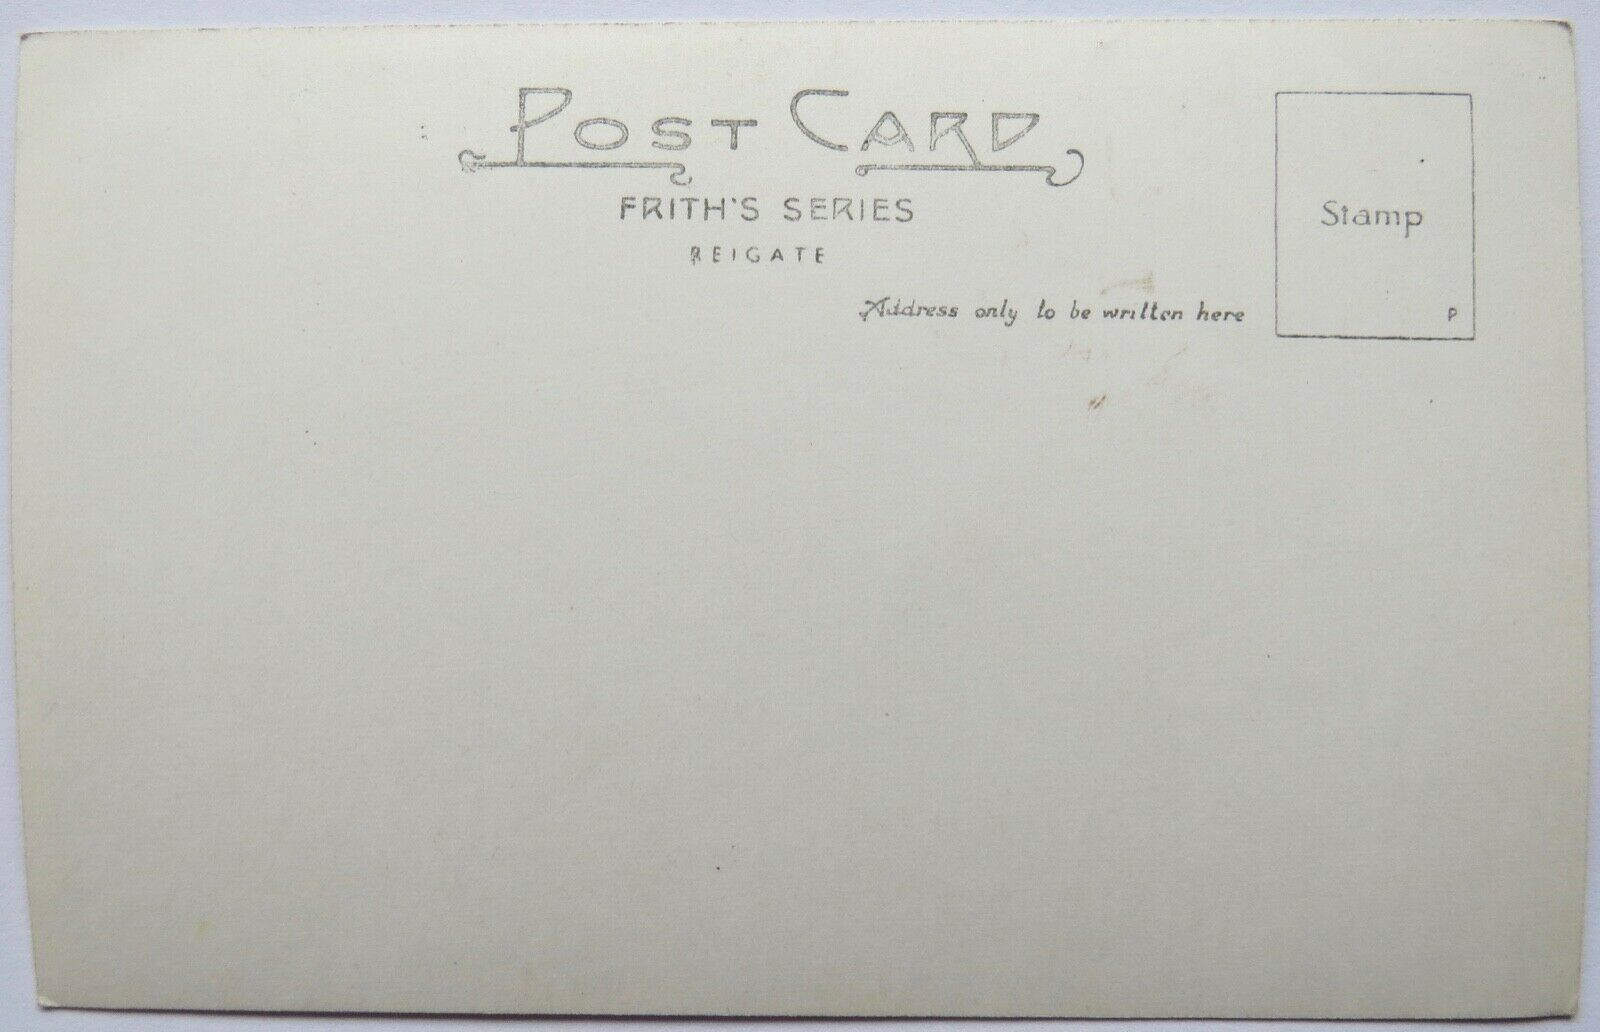 POST CARD
FRITH'S SERIES
REIGATE
Stamp
Address only to be written here
P